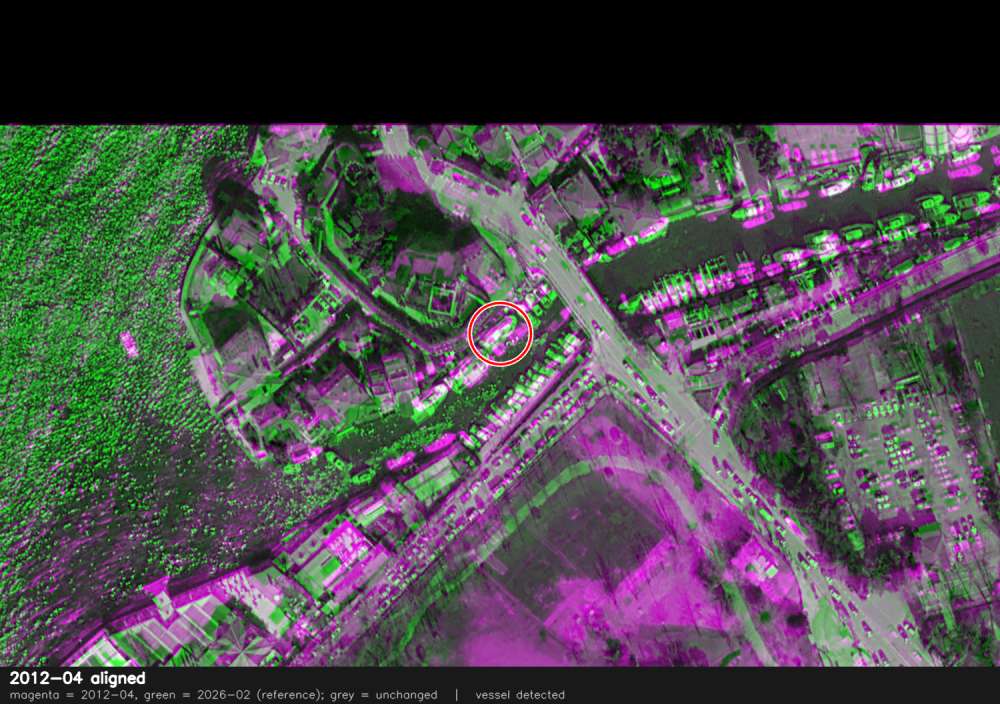 2012-04 aligned
magenta = 2012-04, green = 2026-02 (reference); grey = unchanged | vessel detected